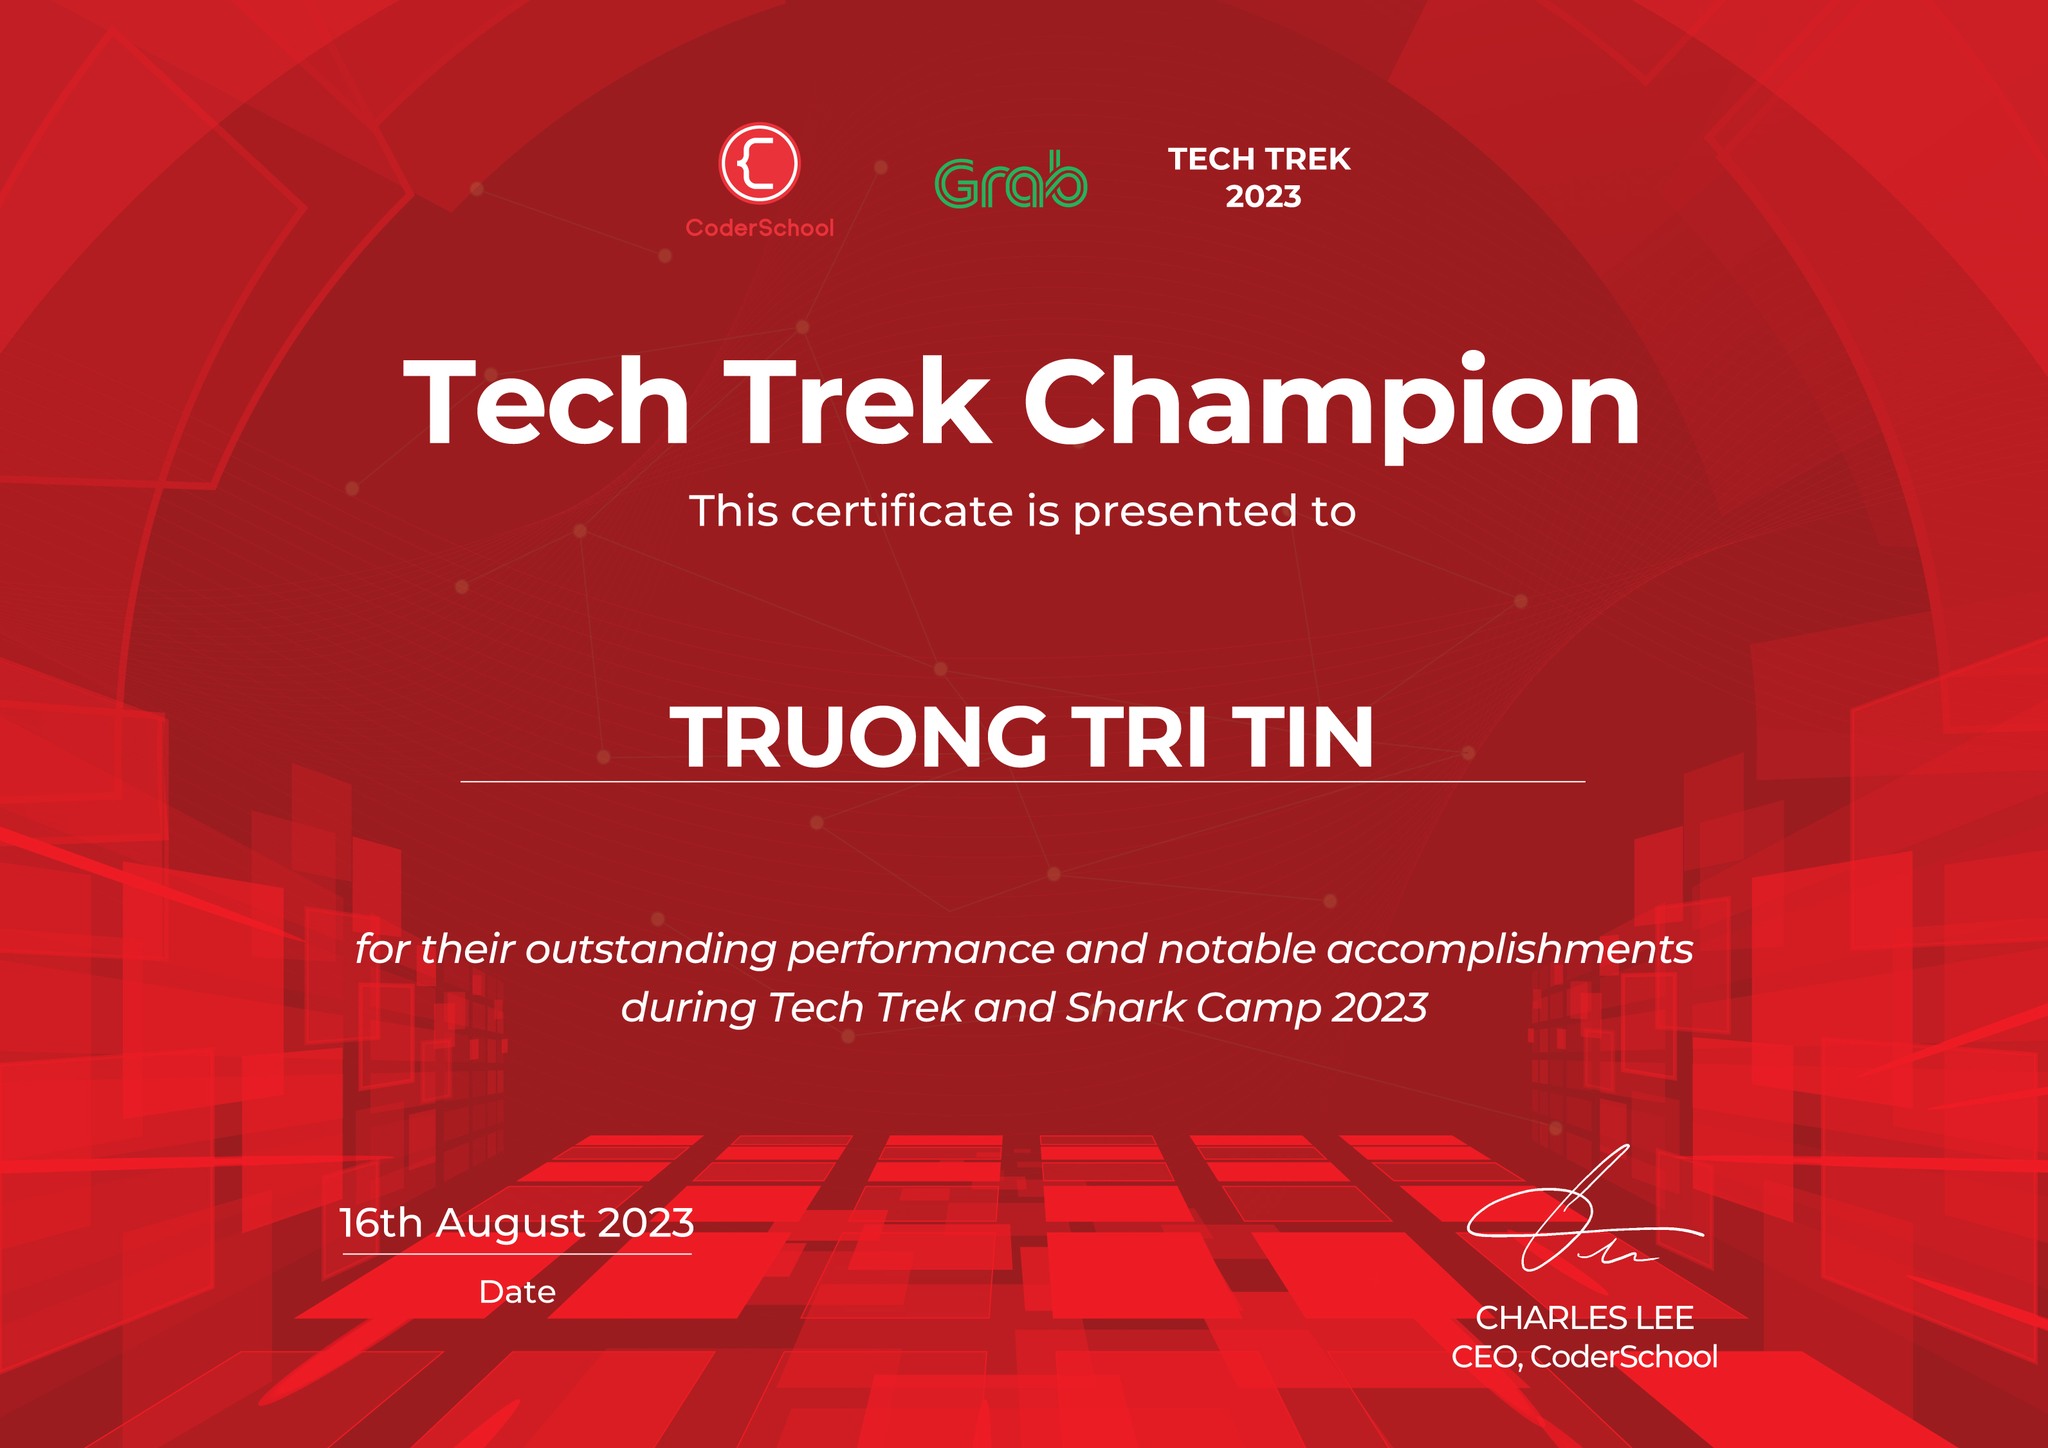 CoderSchool
Grab
TECH TREK
2023
Tech Trek Champion
This certificate is presented to
TRUONG TRI TIN
for their outstanding performance and notable accomplishments
during Tech Trek and Shark Camp 2023
16th August 2023
Date
CHARLES LEE
CEO, CoderSchool